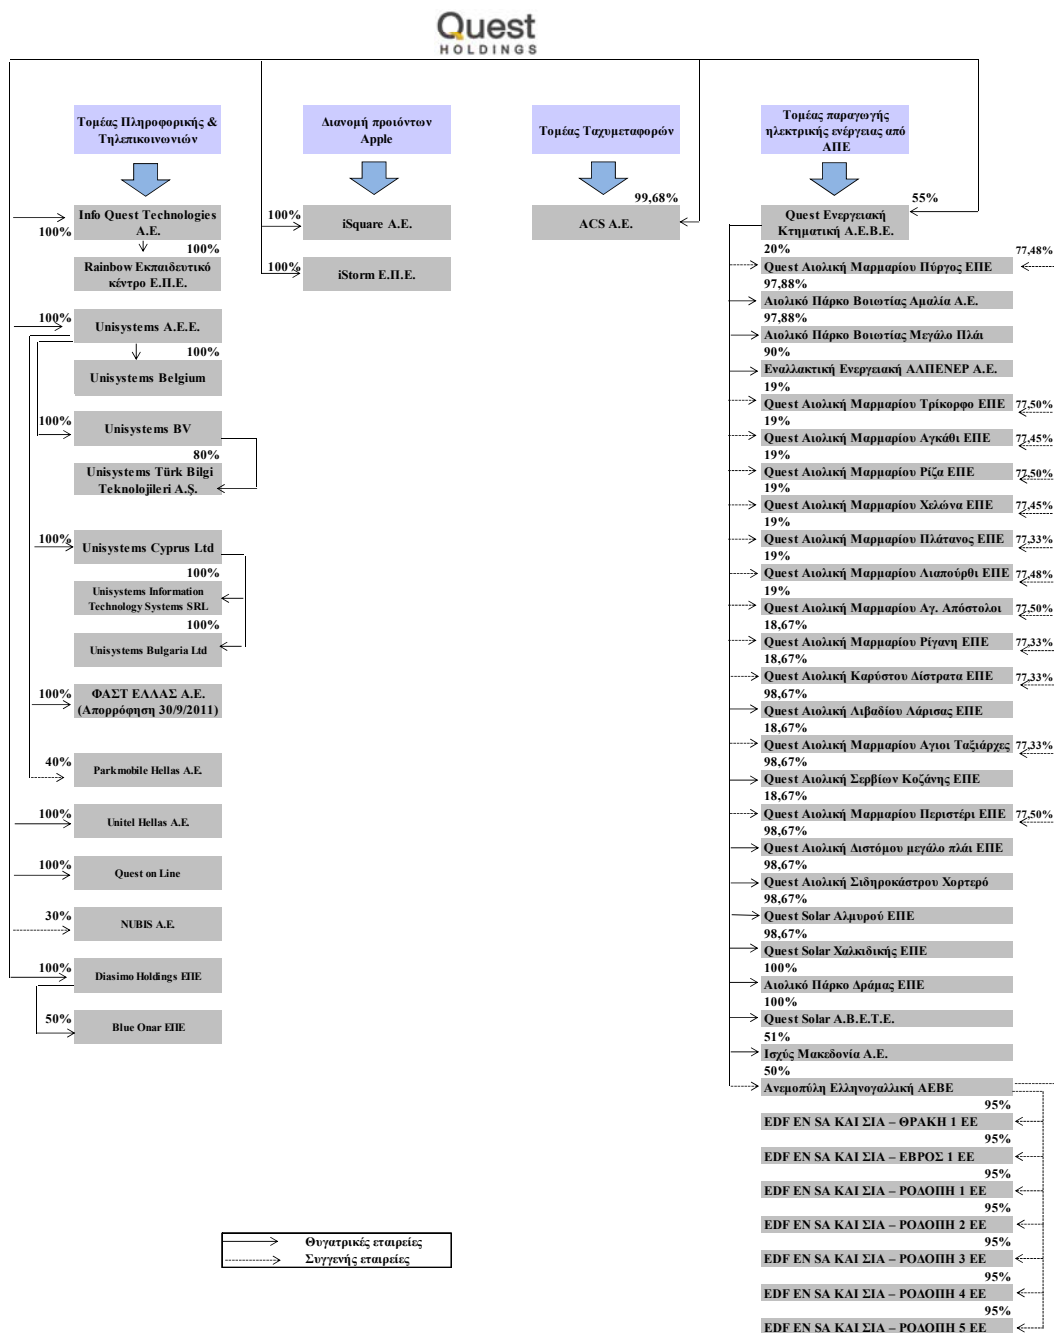 Quest
HOLDINGS
Τομέας Πληροφορικής &
Τηλεπικοινωνιών
100%
Info Quest Technologies
Α.Ε.
100%
Rainbow Εκπαιδευτικό
κέντρο Ε.Π.Ε.
100%
Unisystems Α.Ε.Ε.
100%
Unisystems Belgium
100%
Unisystems BV
80%
Unisystems Türk Bilgi
Teknolojileri A.Ş.
100%
Unisystems Cyprus Ltd
100%
Unisystems Information
Technology Systems SRL
100%
Unisystems Bulgaria Ltd
100%
ΦΑΣΤ ΕΛΛΑΣ Α.Ε.
(Απορρόφηση 30/9/2011)
40%
Parkmobile Hellas Α.Ε.
100%
Unitel Hellas Α.Ε.
100%
Quest on Line
30%
NUBIS Α.Ε.
100%
Diasimo Holdings ΕΠΕ
50%
Blue Onar ΕΠΕ
Διανομή προιόντων
Apple
100%
iSquare Α.Ε.
100%
iStorm Ε.Π.Ε.
Τομέας Ταχυμεταφορών
99,68%
ACS Α.Ε.
Τομέας παραγωγής
ηλεκτρικής ενέργειας από
ΑΠΕ
55%
Quest Ενεργειακή
Κτηματική Α.Ε.Β.Ε.
20%
Quest Αιολική Μαρμαρίου Πύργος ΕΠΕ 77,48%
97,88%
Αιολικό Πάρκο Βοιωτίας Αμαλία Α.Ε.
97,88%
Αιολικό Πάρκο Βοιωτίας Μεγάλο Πλάι
90%
Εναλλακτική Ενεργειακή ΑΛΠΕΝΕΡ Α.Ε.
19%
Quest Αιολική Μαρμαρίου Τρίκορφο ΕΠΕ 77,50%
19%
Quest Αιολική Μαρμαρίου Αγκάθι ΕΠΕ 77,45%
19%
Quest Αιολική Μαρμαρίου Ρίζα ΕΠΕ 77,50%
19%
Quest Αιολική Μαρμαρίου Χελώνα ΕΠΕ 77,45%
19%
Quest Αιολική Μαρμαρίου Πλάτανος ΕΠΕ 77,33%
19%
Quest Αιολική Μαρμαρίου Λιαπούρθι ΕΠΕ 77,48%
19%
Quest Αιολική Μαρμαρίου Αγ. Απόστολοι 77,50%
18,67%
Quest Αιολική Μαρμαρίου Ρίγανη ΕΠΕ 77,33%
18,67%
Quest Αιολική Καρύστου Δίστρατα ΕΠΕ 77,33%
98,67%
Quest Αιολική Λιβαδίου Λάρισας ΕΠΕ
18,67%
Quest Αιολική Μαρμαρίου Αγιοι Ταξιάρχες 77,33%
98,67%
Quest Αιολική Σερβίων Κοζάνης ΕΠΕ
18,67%
Quest Αιολική Μαρμαρίου Περιστέρι ΕΠΕ 77,50%
98,67%
Quest Αιολική Διστόμου μεγάλο πλάι ΕΠΕ
98,67%
Quest Αιολική Σιδηροκάστρου Χορτερό
98,67%
Quest Solar Αλμυρού ΕΠΕ
98,67%
Quest Solar Χαλκιδικής ΕΠΕ
100%
Αιολικό Πάρκο Δράμας ΕΠΕ
100%
Quest Solar Α.Β.Ε.Τ.Ε.
51%
Ισχύς Μακεδονία Α.Ε.
50%
Ανεμοπύλη Ελληνογαλλική ΑΕΒΕ
95%
EDF EN SA ΚΑΙ ΣΙΑ – ΘΡΑΚΗ 1 ΕΕ
95%
EDF EN SA ΚΑΙ ΣΙΑ – ΕΒΡΟΣ 1 ΕΕ
95%
EDF EN SA ΚΑΙ ΣΙΑ – ΡΟΔΟΠΗ 1 ΕΕ
95%
EDF EN SA ΚΑΙ ΣΙΑ – ΡΟΔΟΠΗ 2 ΕΕ
95%
EDF EN SA ΚΑΙ ΣΙΑ – ΡΟΔΟΠΗ 3 ΕΕ
95%
EDF EN SA ΚΑΙ ΣΙΑ – ΡΟΔΟΠΗ 4 ΕΕ
95%
EDF EN SA ΚΑΙ ΣΙΑ – ΡΟΔΟΠΗ 5 ΕΕ
Θυγατρικές εταιρείες
Συγγενής εταιρείες